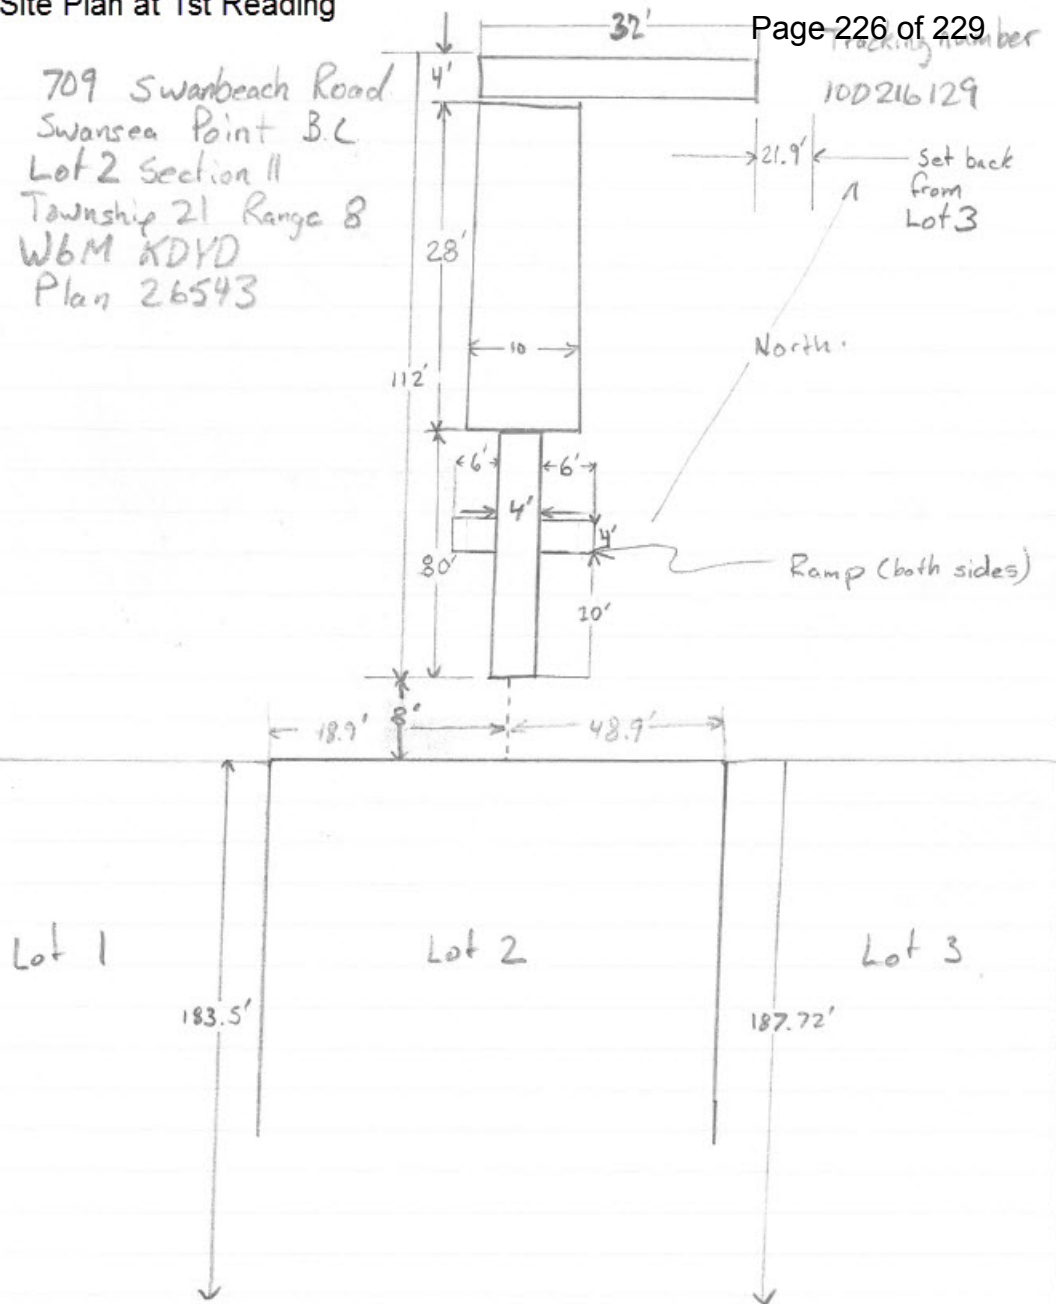 Site Plan at 1st Reading
Page 226 of 229
Tracking number
100216129
709 Swanbeach Road
Swansea Point B.C
Lot 2 Section 11
Township 21 Range 8
W6M KDYD
Plan 26543
32'
4'
21.9'
Set back
from
Lot 3
28'
10
North.
112'
6'
6'
4'
4'
80'
Ramp (both sides)
20'
8'
18.9'
48.9'
Lot 1
Lot 2
Lot 3
183.5'
187.72'